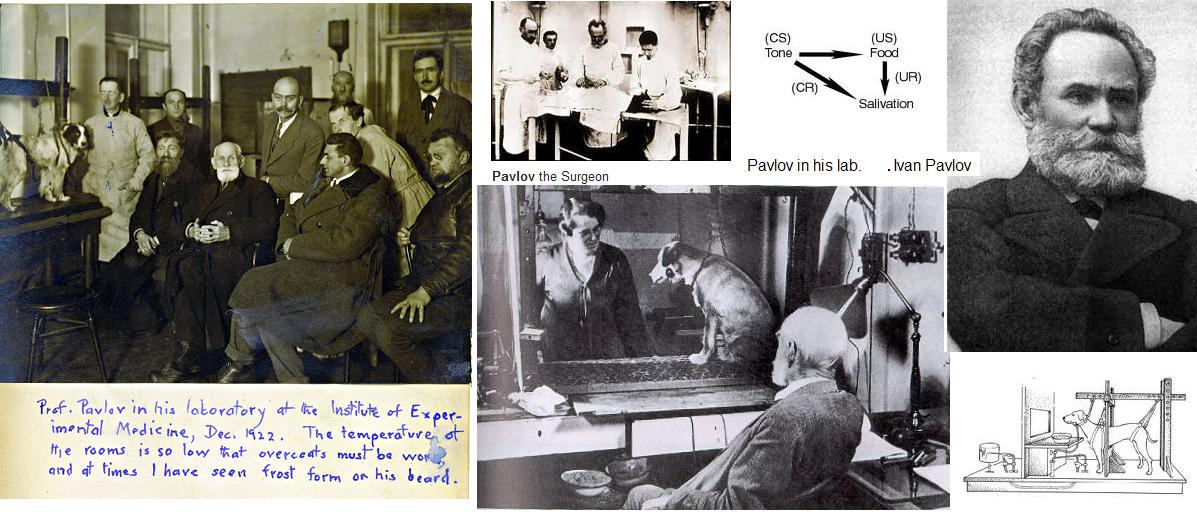 Prof. Pavlov in his laboratory at the Institute of Exper-
imental Medicine, Dec. 1922. The temperature of
the rooms is so low that overcoats must be worn,
and at times I have seen frost form on his beard.
Pavlov the Surgeon
(CS)
Tone
(US)
Food
(CR)
(UR)
Salivation
Pavlov in his lab.
. Ivan Pavlov